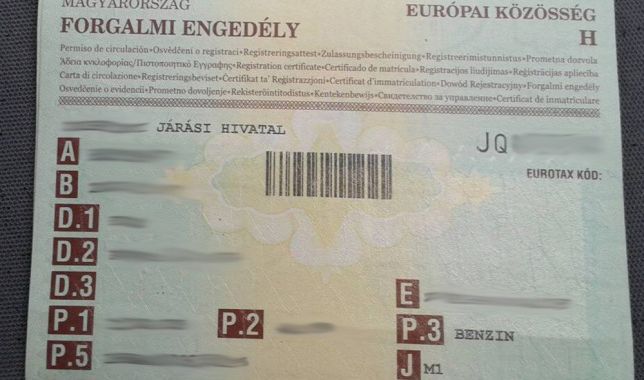 MAGYARORSZÁG
EURÓPAI KÖZÖSSÉG
FORGALMI ENGEDÉLY
H
Permiso de circulación•Osvědčení o registraci•Registreringsattest•Zulassungsbescheinigung•Registreerimistunnistus•Prometna dozvola
Άδεια κυκλοφορίας/Πιστοποιητικό Εγγραφής•Registration certificate•Certificado de matrícula•Registracijos liudijimas•Reģistrācijas apliecība
Carta di circolazione•Registreringsbeviset•Ċertifikat ta' Reġistrazzjoni•Certificat d'immatriculation•Dowód Rejestracyjny•Forgalmi engedély
Osvedčenie o evidencii•Prometno dovoljenje•Rekisteröintitodistus•Kentekenbewijs•Свидетелство за управление•Certificat de inmatriculare
JÁRÁSI HIVATAL
JQ
A
EUROTAX KÓD:
B
D.1
D.2
D.3
E
P.1
P.2
P.3 BENZIN
P.5
J M1